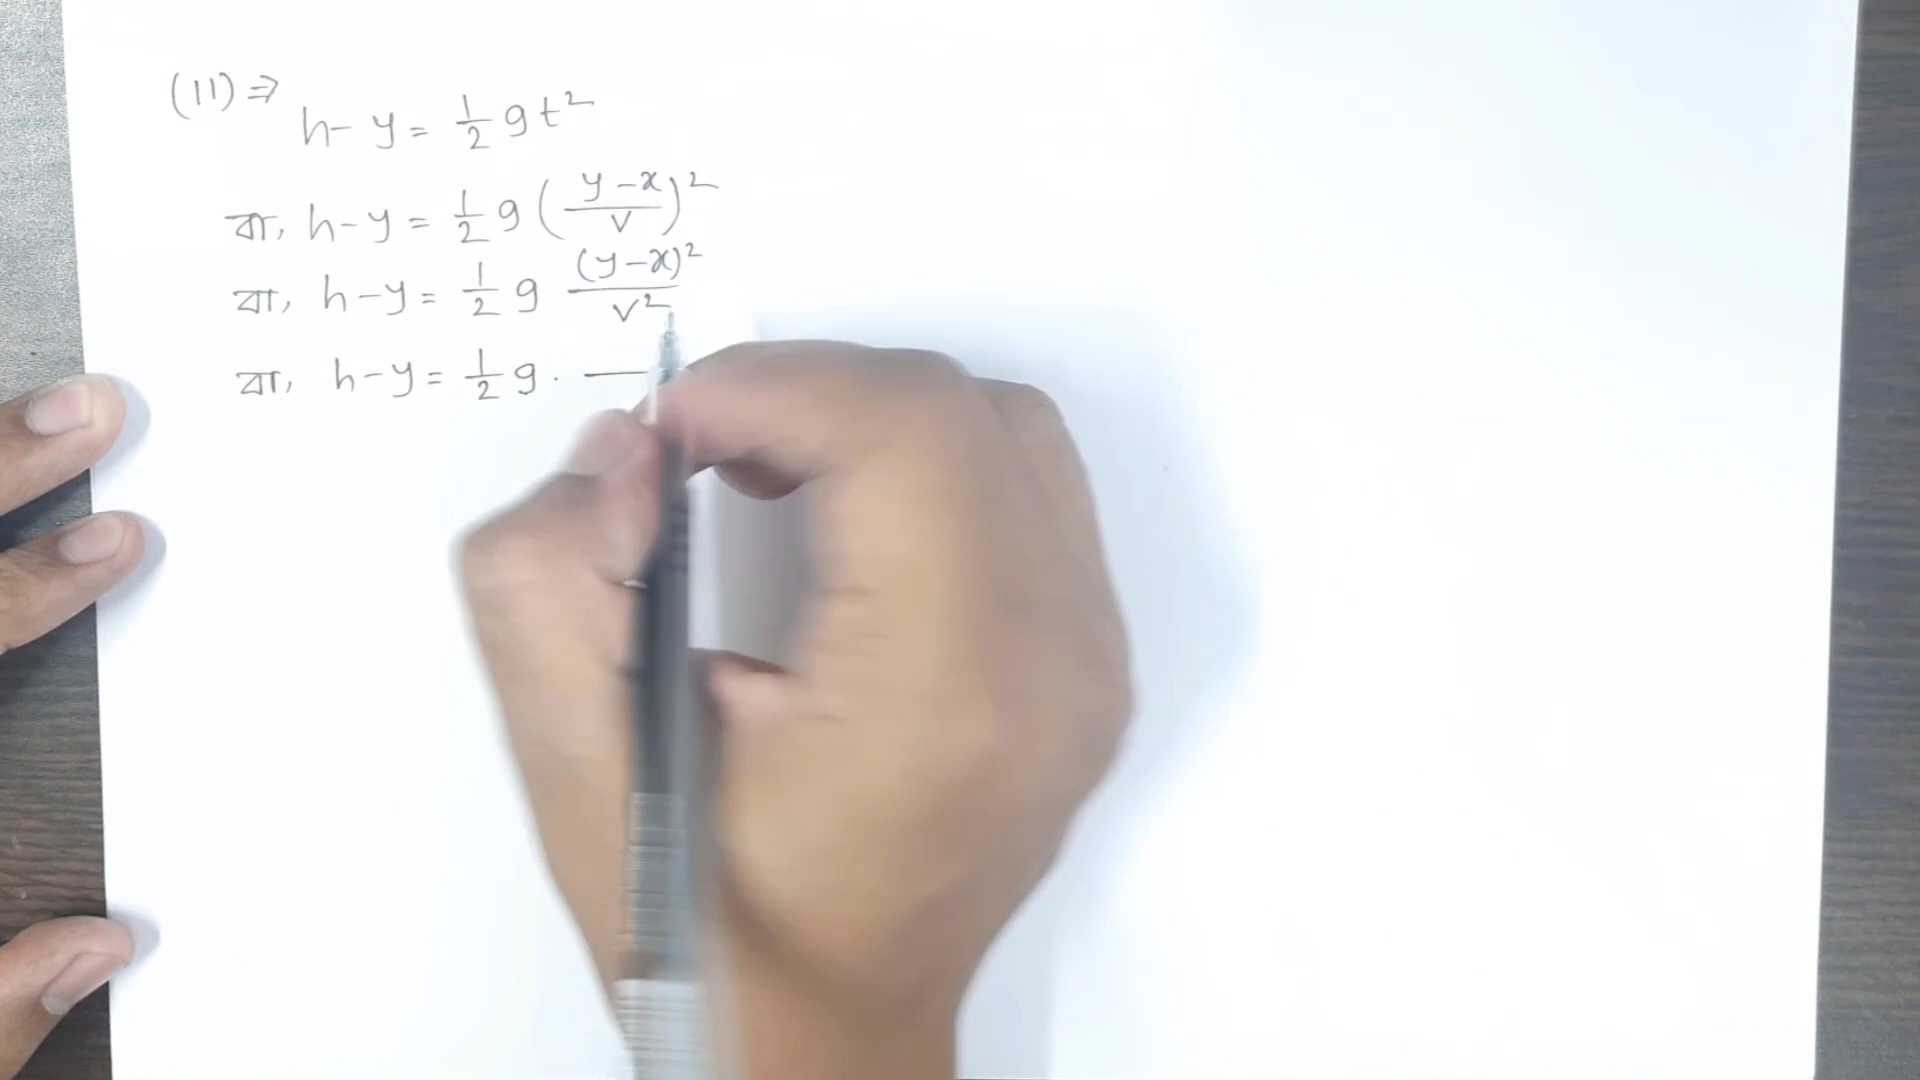 (11) ⇒
h - y = 1/2 g t²
বা, h - y = 1/2 g ( (y - x)/v )²
বা, h - y = 1/2 g (y - x)²/v²
বা, h - y = 1/2 g · —